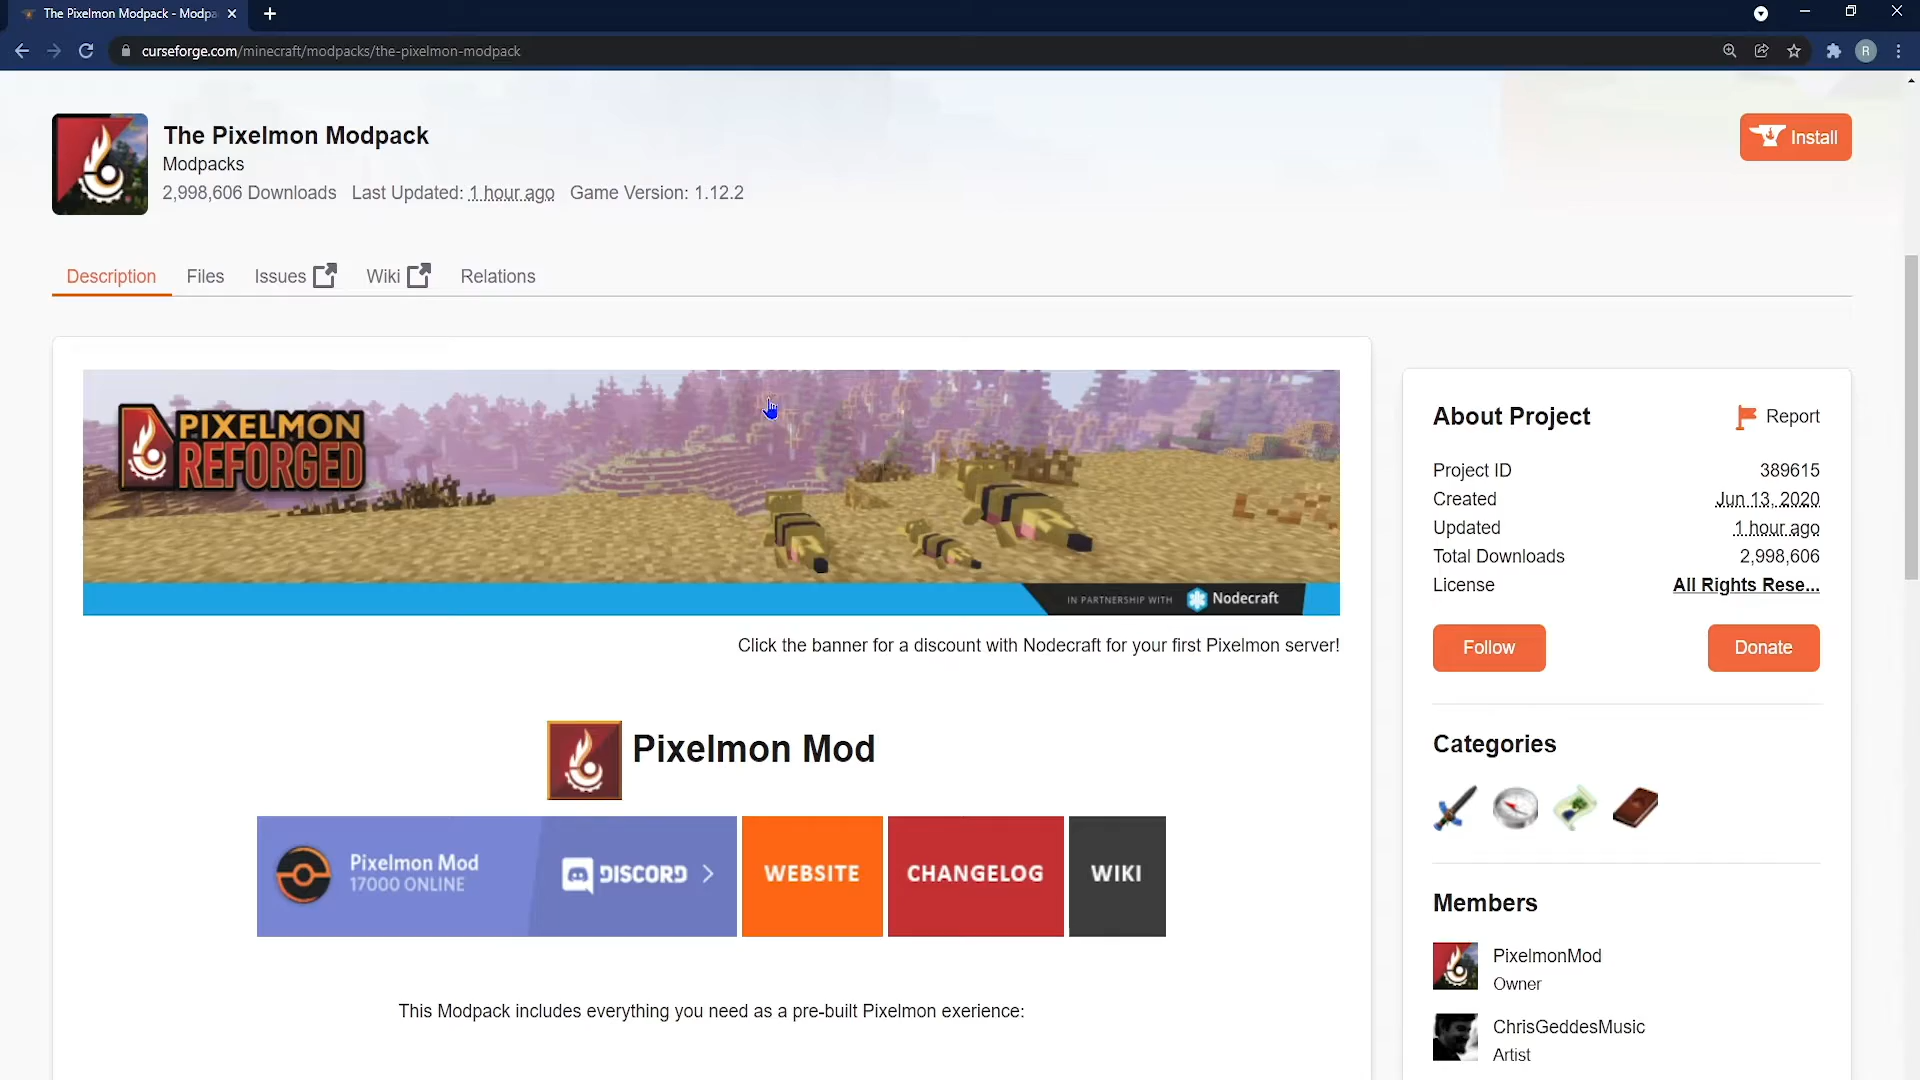 The Pixelmon Modpack - Modpa
curseforge.com/minecraft/modpacks/the-pixelmon-modpack
R
The Pixelmon Modpack
Modpacks
2,998,606 Downloads Last Updated: 1 hour ago Game Version: 1.12.2
Install
Description Files Issues Wiki Relations
PIXELMON
REFORGED
IN PARTNERSHIP WITH Nodecraft
Click the banner for a discount with Nodecraft for your first Pixelmon server!
Pixelmon Mod
Pixelmon Mod
17000 ONLINE
DISCORD
WEBSITE
CHANGELOG
WIKI
This Modpack includes everything you need as a pre-built Pixelmon exerience:
About Project
Report
Project ID 389615
Created Jun 13, 2020
Updated 1 hour ago
Total Downloads 2,998,606
License All Rights Rese...
Follow
Donate
Categories
Members
PixelmonMod
Owner
ChrisGeddesMusic
Artist